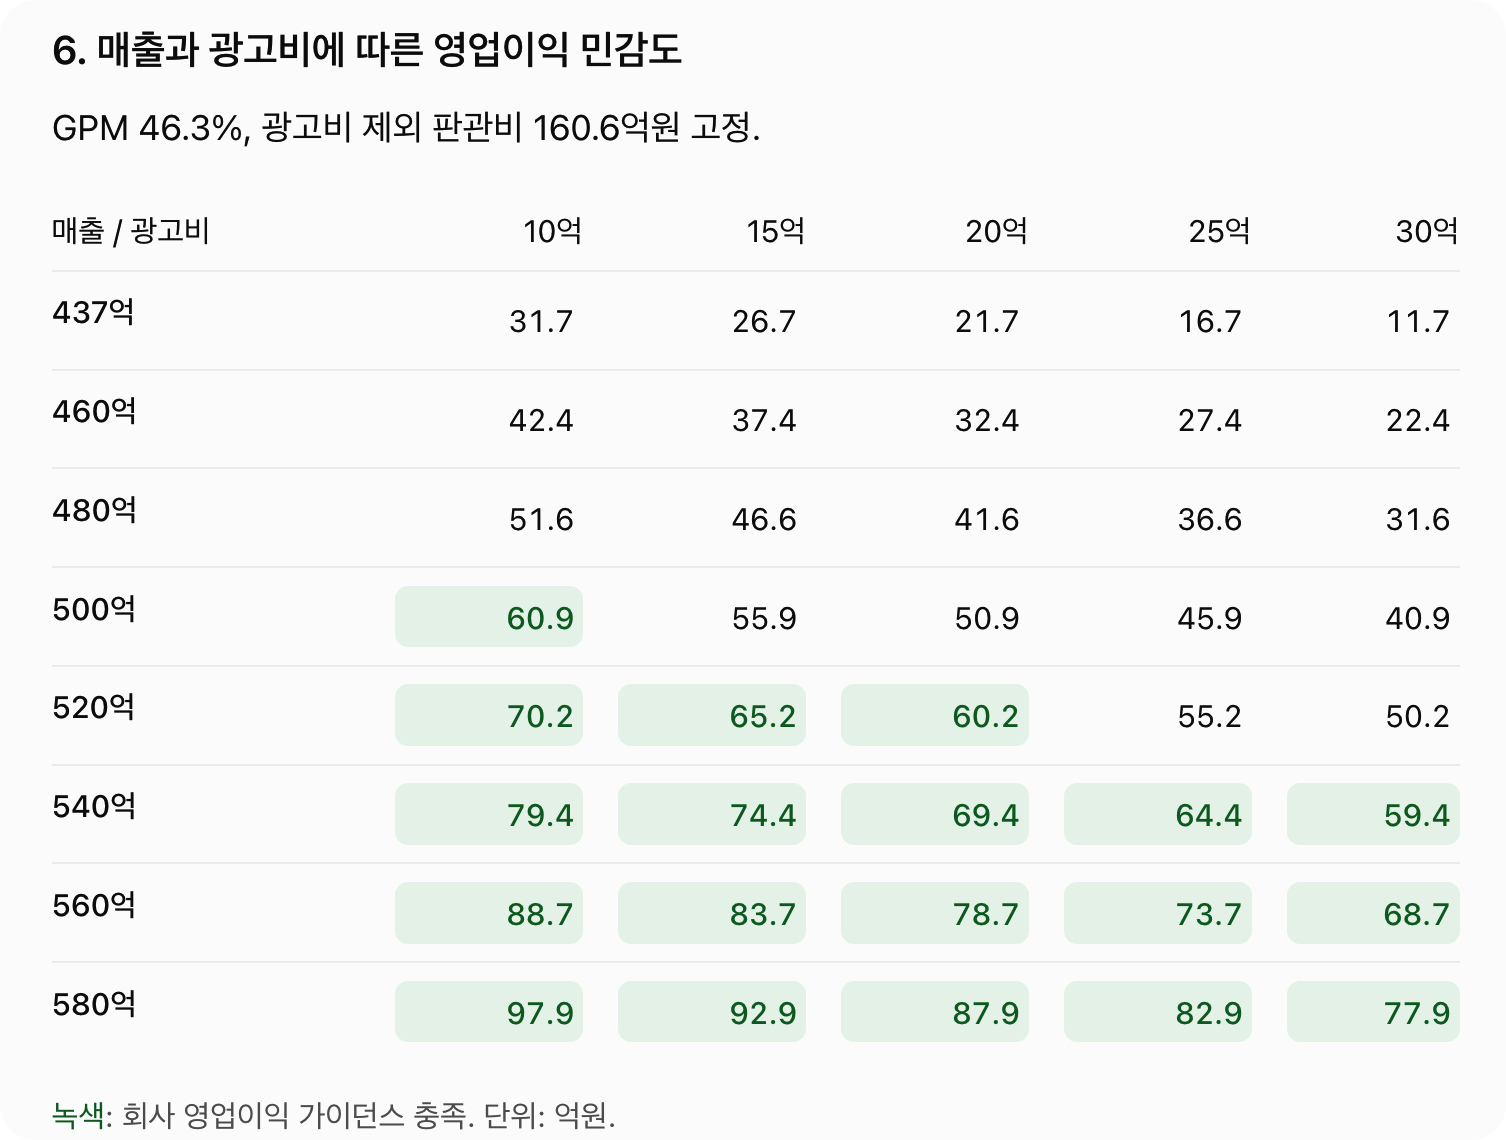 6. 매출과 광고비에 따른 영업이익 민감도
GPM 46.3%, 광고비 제외 판관비 160.6억원 고정.
매출 / 광고비 10억 15억 20억 25억 30억
437억 31.7 26.7 21.7 16.7 11.7
460억 42.4 37.4 32.4 27.4 22.4
480억 51.6 46.6 41.6 36.6 31.6
500억 60.9 55.9 50.9 45.9 40.9
520억 70.2 65.2 60.2 55.2 50.2
540억 79.4 74.4 69.4 64.4 59.4
560억 88.7 83.7 78.7 73.7 68.7
580억 97.9 92.9 87.9 82.9 77.9
녹색: 회사 영업이익 가이던스 충족. 단위: 억원.